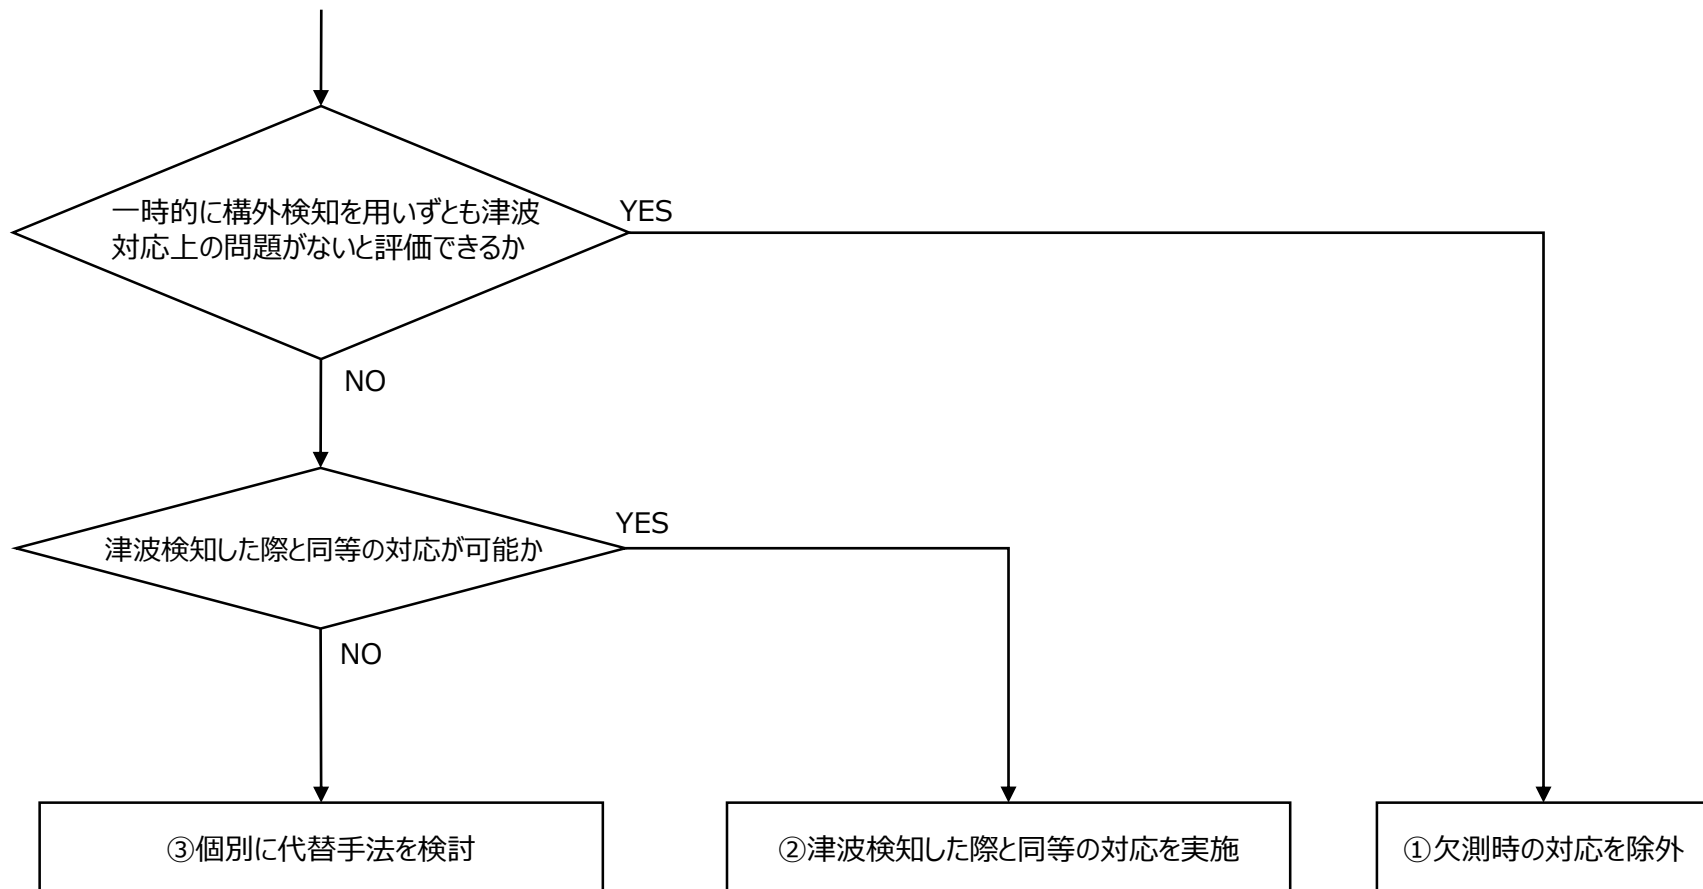 一時的に構外検知を用いずとも津波
対応上の問題がないと評価できるか
YES
NO
津波検知した際と同等の対応が可能か
YES
NO
③個別に代替手法を検討
②津波検知した際と同等の対応を実施
①欠測時の対応を除外